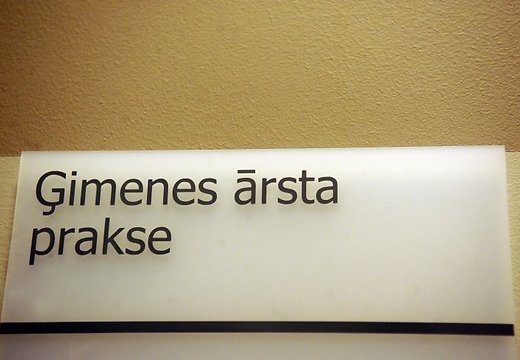 Ģimenes ārsta
prakse